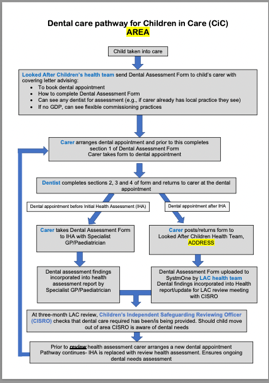 Dental care pathway for Children in Care (CiC)
AREA
Child taken into care
Looked After Children's health team send Dental Assessment Form to child's carer with
covering letter advising:
• To book dental appointment
• How to complete Dental Assessment Form
• Can see any dentist for assessment (e.g., if carer already has local practice they see)
• If no GDP, can see flexible commissioning practices
Carer arranges dental appointment and prior to this completes
section 1 of Dental Assessment Form
Carer takes form to dental appointment
Dentist completes sections 2, 3 and 4 of form and returns to carer at the dental
appointment
Dental appointment before Initial Health Assessment (IHA)
Dental appointment after IHA
Carer takes Dental Assessment Form
to IHA with Specialist
GP/Paediatrician
Carer posts/returns form to
Looked After Children Health Team,
ADDRESS
Dental assessment findings
incorporated into health
assessment report by
Specialist GP/Paediatrician
Dental Assessment Form uploaded to
SystmOne by LAC health team
Dental findings incorporated into Health
report/update for LAC review meeting
with CISRO
At three-month LAC review, Children's Independent Safeguarding Reviewing Officer
(CISRO) checks that dental care required has been/is being provided. Should child move
out of area CISRO is aware of dental needs
Prior to review health assessment carer arranges a new dental appointment
Pathway continues- IHA is replaced with review health assessment. Ensures ongoing
dental needs assessment